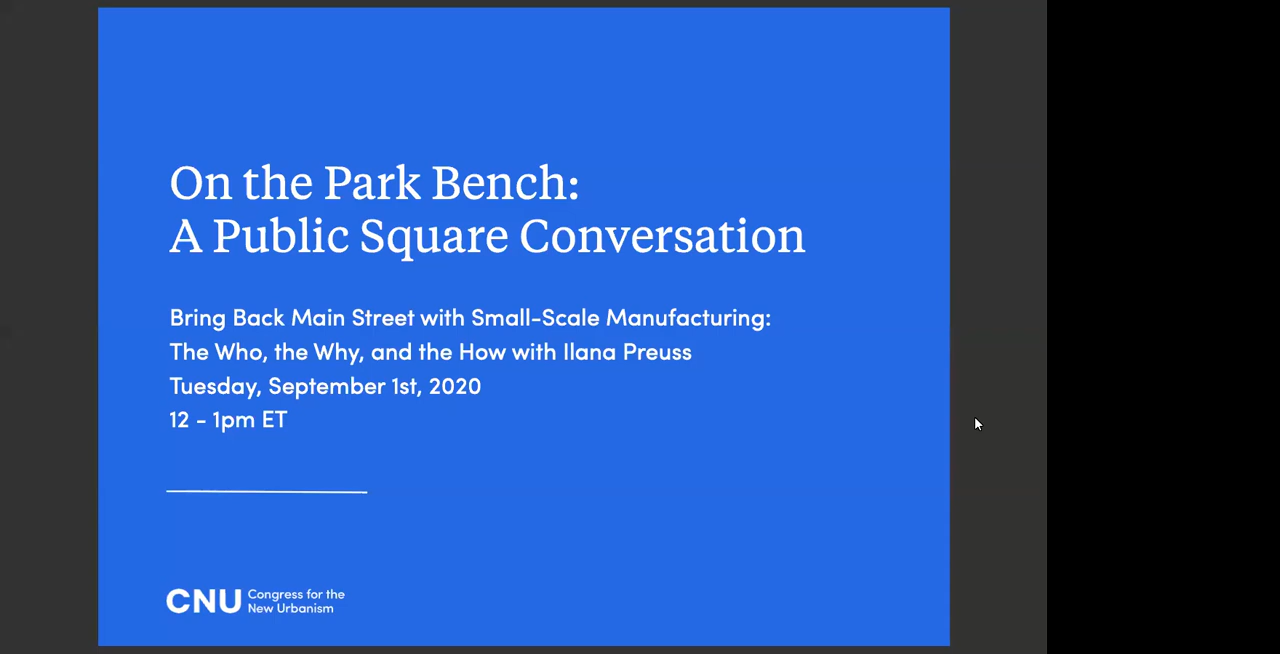 On the Park Bench:
A Public Square Conversation
Bring Back Main Street with Small-Scale Manufacturing:
The Who, the Why, and the How with Ilana Preuss
Tuesday, September 1st, 2020
12 - 1pm ET
CNU Congress for the
New Urbanism